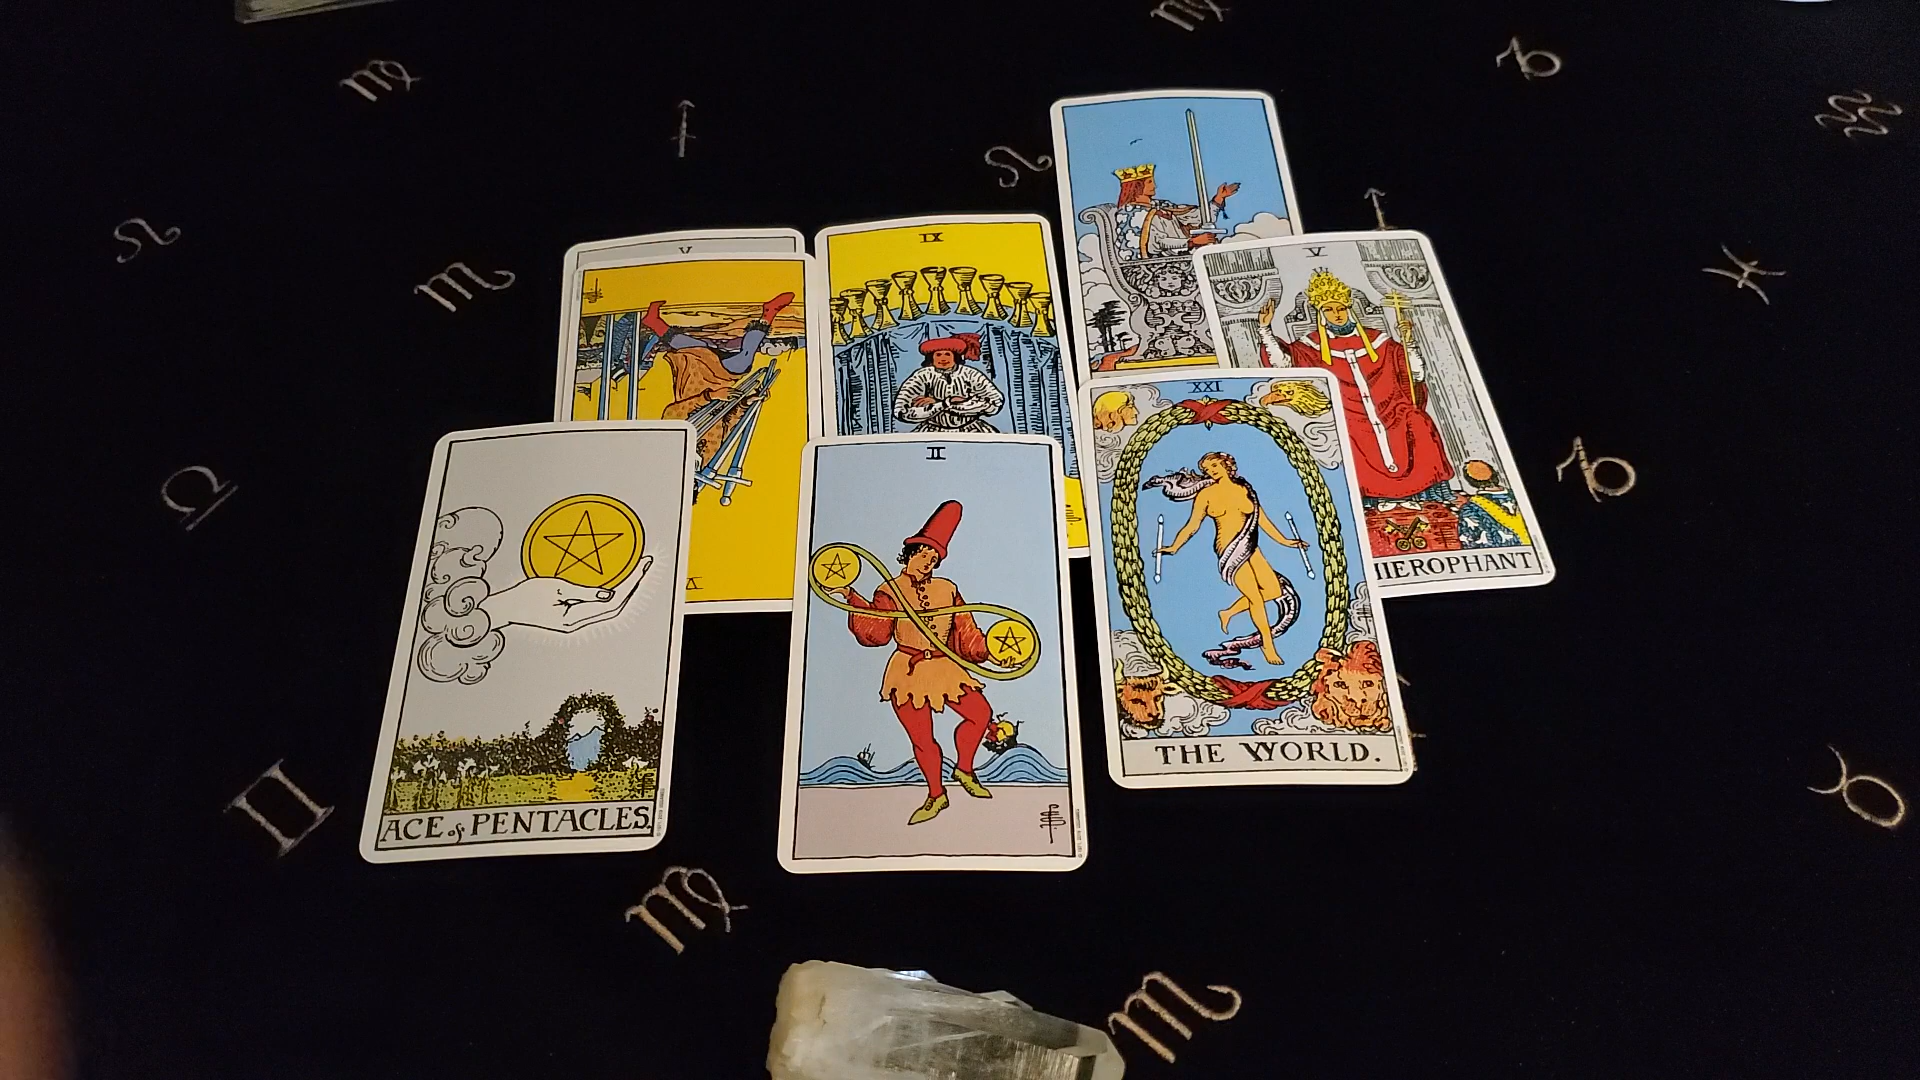 V
IX
V
HIEROPHANT
XXI
THE WORLD.
II
V
ACE of PENTACLES.